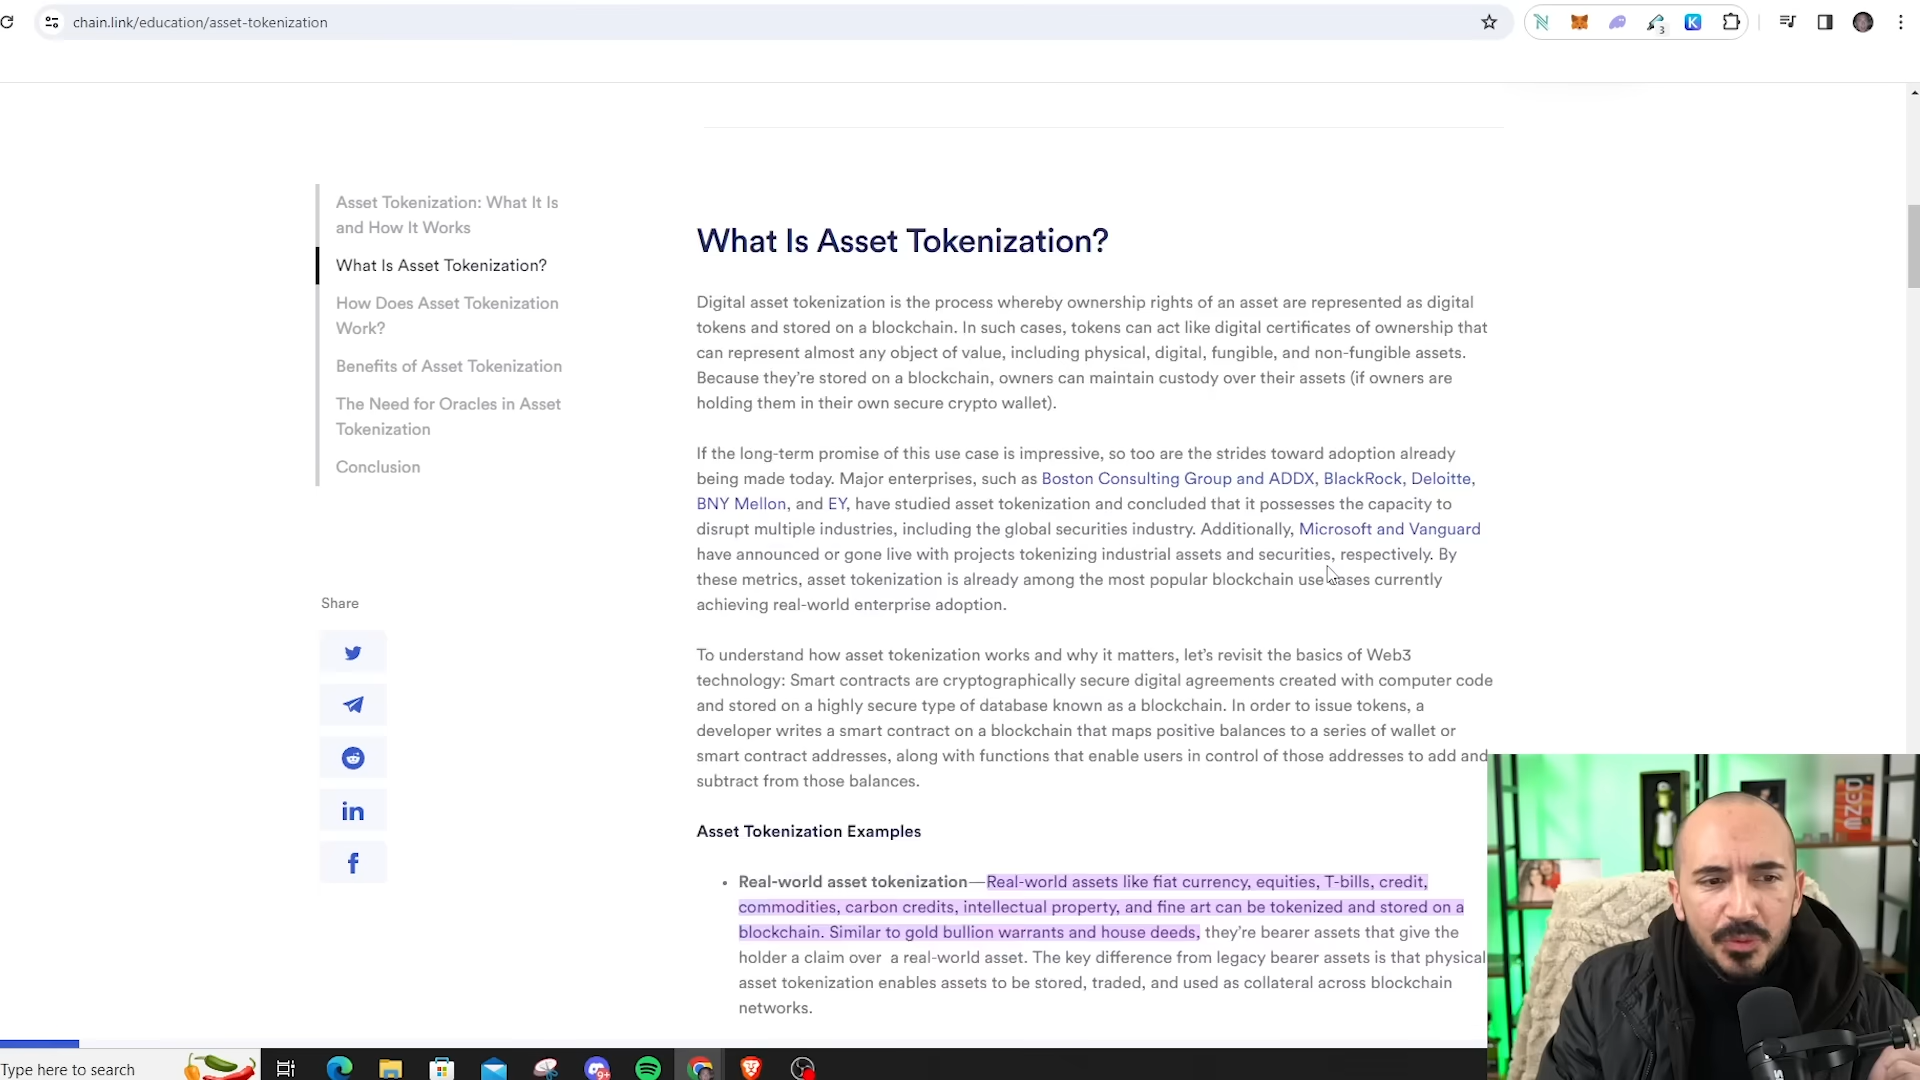 chain.link/education/asset-tokenization
3
Asset Tokenization: What It Is
and How It Works
What Is Asset Tokenization?
How Does Asset Tokenization
Work?
Benefits of Asset Tokenization
The Need for Oracles in Asset
Tokenization
Conclusion
Share
What Is Asset Tokenization?
Digital asset tokenization is the process whereby ownership rights of an asset are represented as digital
tokens and stored on a blockchain. In such cases, tokens can act like digital certificates of ownership that
can represent almost any object of value, including physical, digital, fungible, and non-fungible assets.
Because they’re stored on a blockchain, owners can maintain custody over their assets (if owners are
holding them in their own secure crypto wallet).
If the long-term promise of this use case is impressive, so too are the strides toward adoption already
being made today. Major enterprises, such as Boston Consulting Group and ADDX, BlackRock, Deloitte,
BNY Mellon, and EY, have studied asset tokenization and concluded that it possesses the capacity to
disrupt multiple industries, including the global securities industry. Additionally, Microsoft and Vanguard
have announced or gone live with projects tokenizing industrial assets and securities, respectively. By
these metrics, asset tokenization is already among the most popular blockchain use cases currently
achieving real-world enterprise adoption.
To understand how asset tokenization works and why it matters, let’s revisit the basics of Web3
technology: Smart contracts are cryptographically secure digital agreements created with computer code
and stored on a highly secure type of database known as a blockchain. In order to issue tokens, a
developer writes a smart contract on a blockchain that maps positive balances to a series of wallet or
smart contract addresses, along with functions that enable users in control of those addresses to add and
subtract from those balances.
Asset Tokenization Examples
• Real-world asset tokenization—Real-world assets like fiat currency, equities, T-bills, credit,
commodities, carbon credits, intellectual property, and fine art can be tokenized and stored on a
blockchain. Similar to gold bullion warrants and house deeds, they’re bearer assets that give the
holder a claim over a real-world asset. The key difference from legacy bearer assets is that physical
asset tokenization enables assets to be stored, traded, and used as collateral across blockchain
networks.
Type here to search
9+